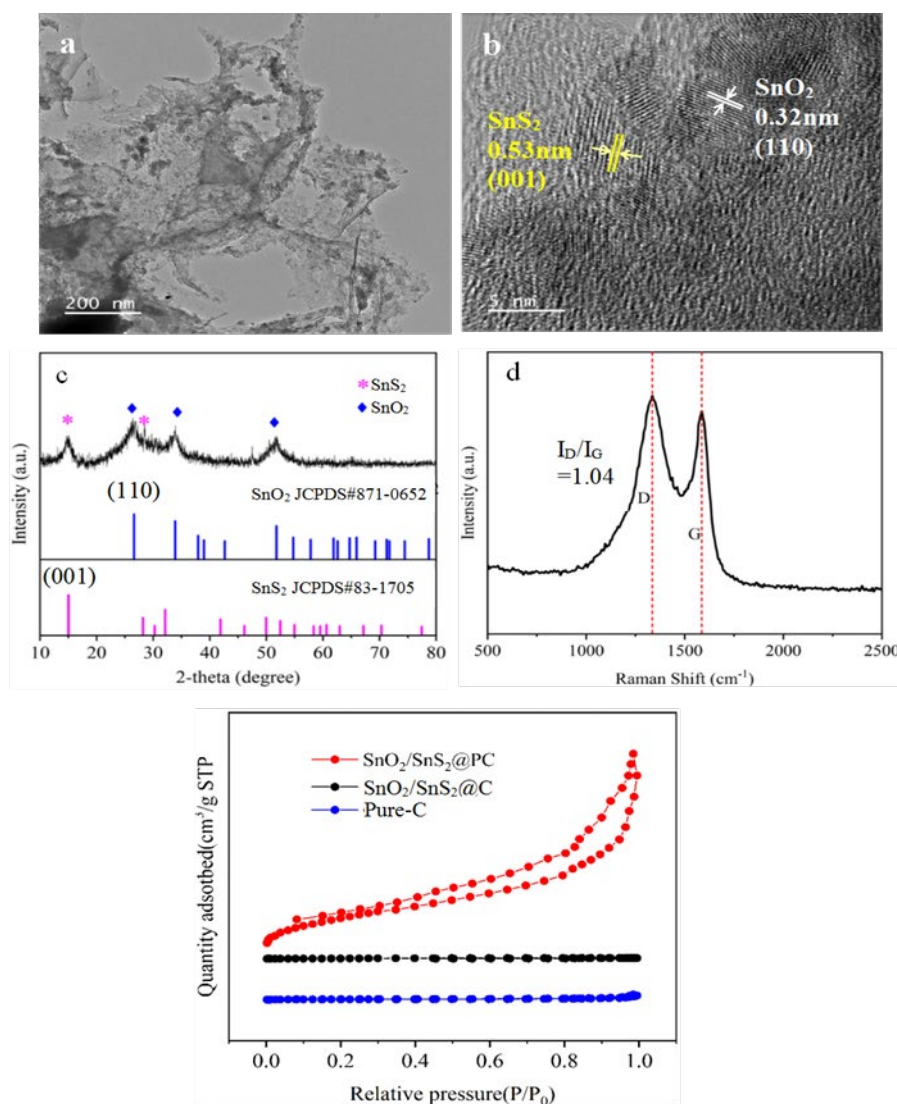 a
200 nm
b
SnS₂
0.53nm
(001)
SnO₂
0.32nm
(110)
5 nm
c
SnS₂
SnO₂
(110)
SnO₂ JCPDS#871-0652
(001)
SnS₂ JCPDS#83-1705
Intensity (a.u.)
10 20 30 40 50 60 70 80
2-theta (degree)
d
I_D/I_G
=1.04
D
G
Intensity (a.u.)
500 1000 1500 2000 2500
Raman Shift (cm⁻¹)
SnO₂/SnS₂@PC
SnO₂/SnS₂@C
Pure-C
Quantity adsotbed(cm³/g STP
0.0 0.2 0.4 0.6 0.8 1.0
Relative pressure(P/P₀)